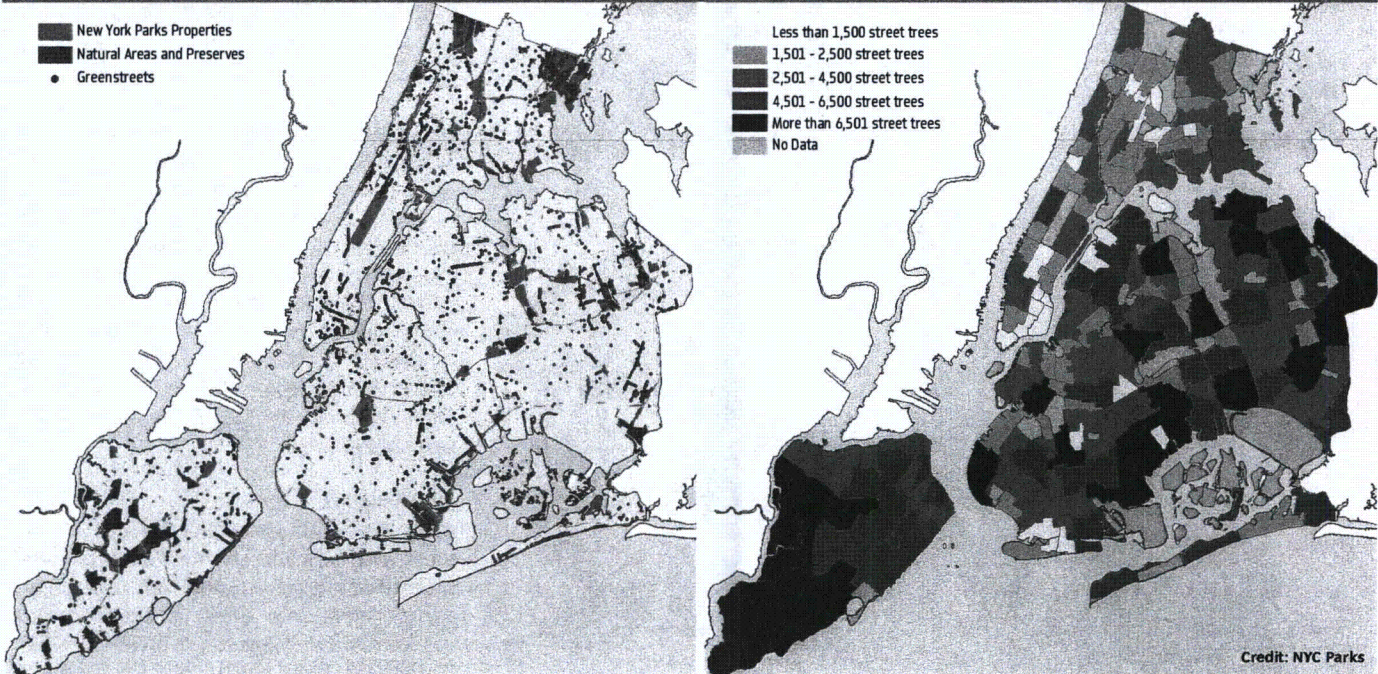 New York Parks Properties
Natural Areas and Preserves
Greenstreets
Less than 1,500 street trees
1,501 - 2,500 street trees
2,501 - 4,500 street trees
4,501 - 6,500 street trees
More than 6,501 street trees
No Data
Credit: NYC Parks